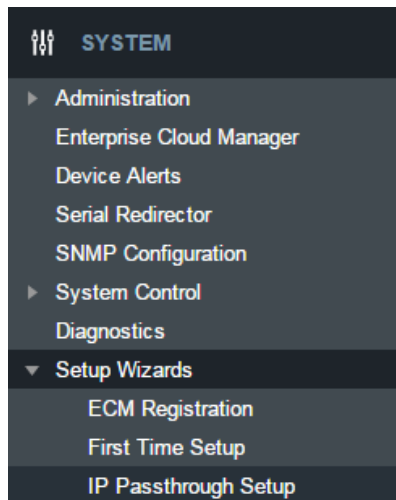 SYSTEM
Administration
Enterprise Cloud Manager
Device Alerts
Serial Redirector
SNMP Configuration
System Control
Diagnostics
Setup Wizards
ECM Registration
First Time Setup
IP Passthrough Setup